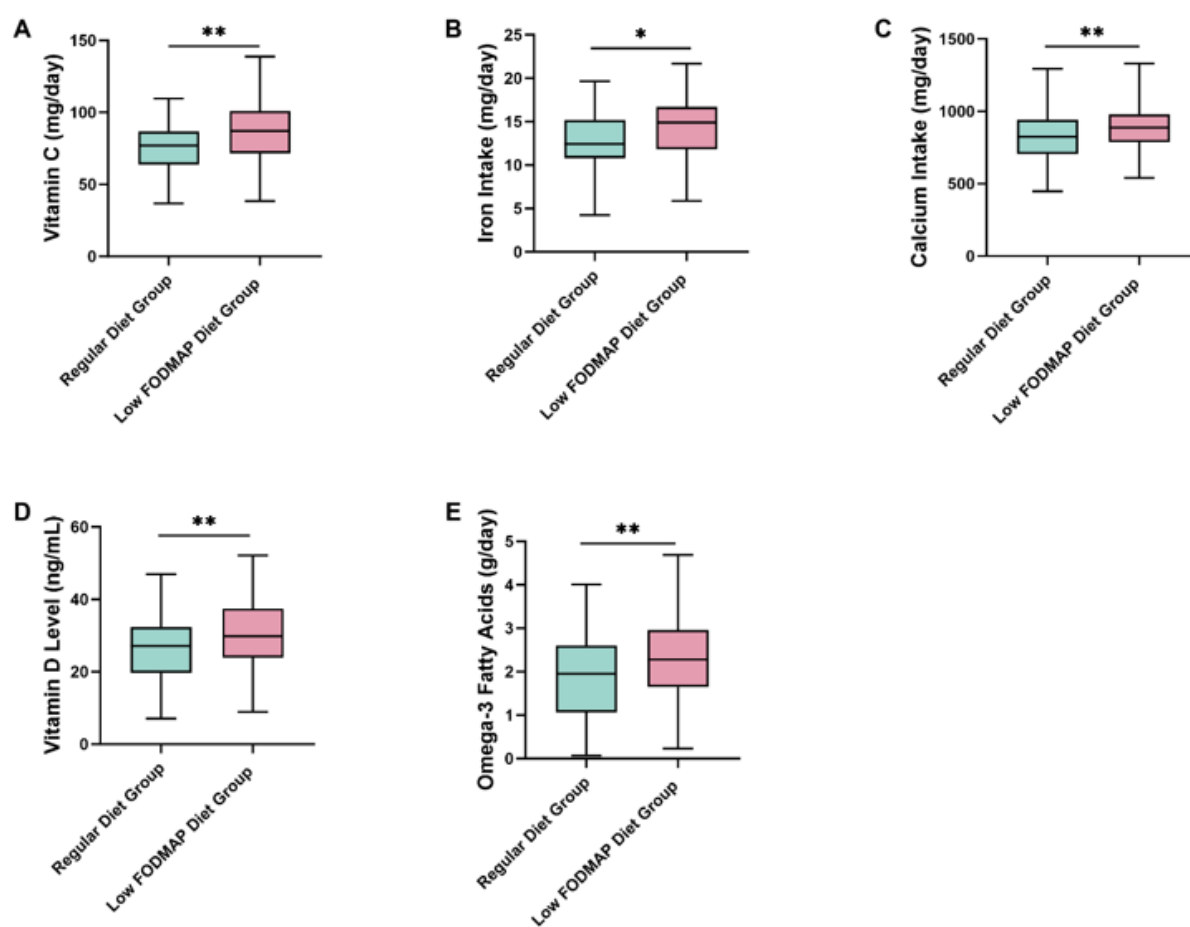 A
Vitamin C (mg/day)
150
100
50
0
**
Regular Diet Group
Low FODMAP Diet Group
B
Iron Intake (mg/day)
25
20
15
10
5
0
*
Regular Diet Group
Low FODMAP Diet Group
C
Calcium Intake (mg/day)
1500
1000
500
0
**
Regular Diet Group
Low FODMAP Diet Group
D
Vitamin D Level (ng/mL)
60
40
20
0
**
Regular Diet Group
Low FODMAP Diet Group
E
Omega-3 Fatty Acids (g/day)
5
4
3
2
1
0
**
Regular Diet Group
Low FODMAP Diet Group